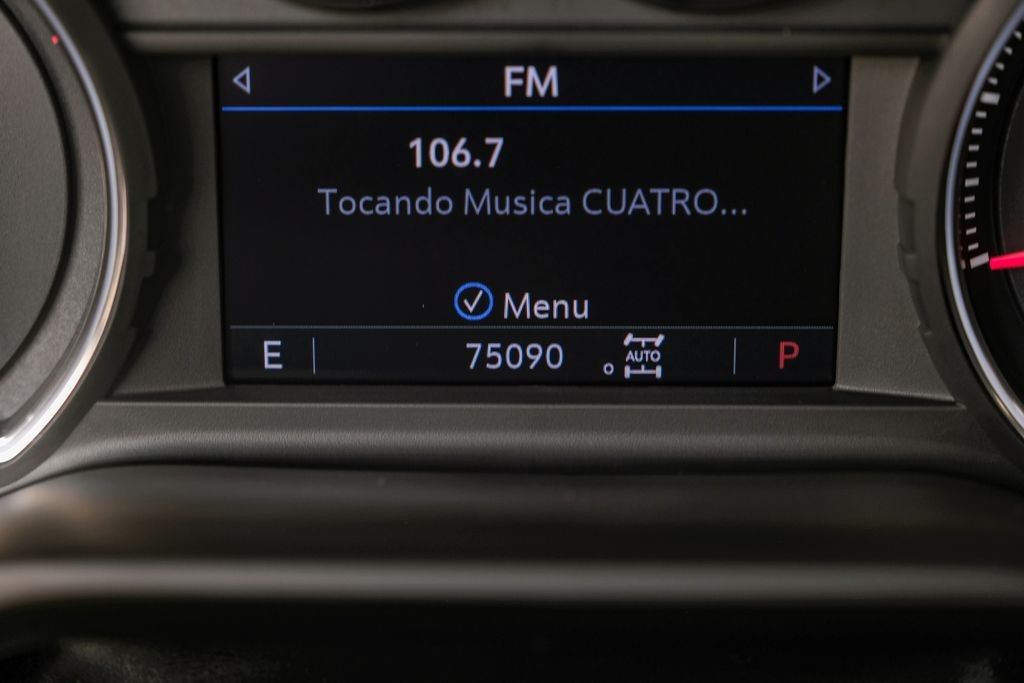 FM
106.7
Tocando Musica CUATRO...
Menu
E 75090 AUTO P